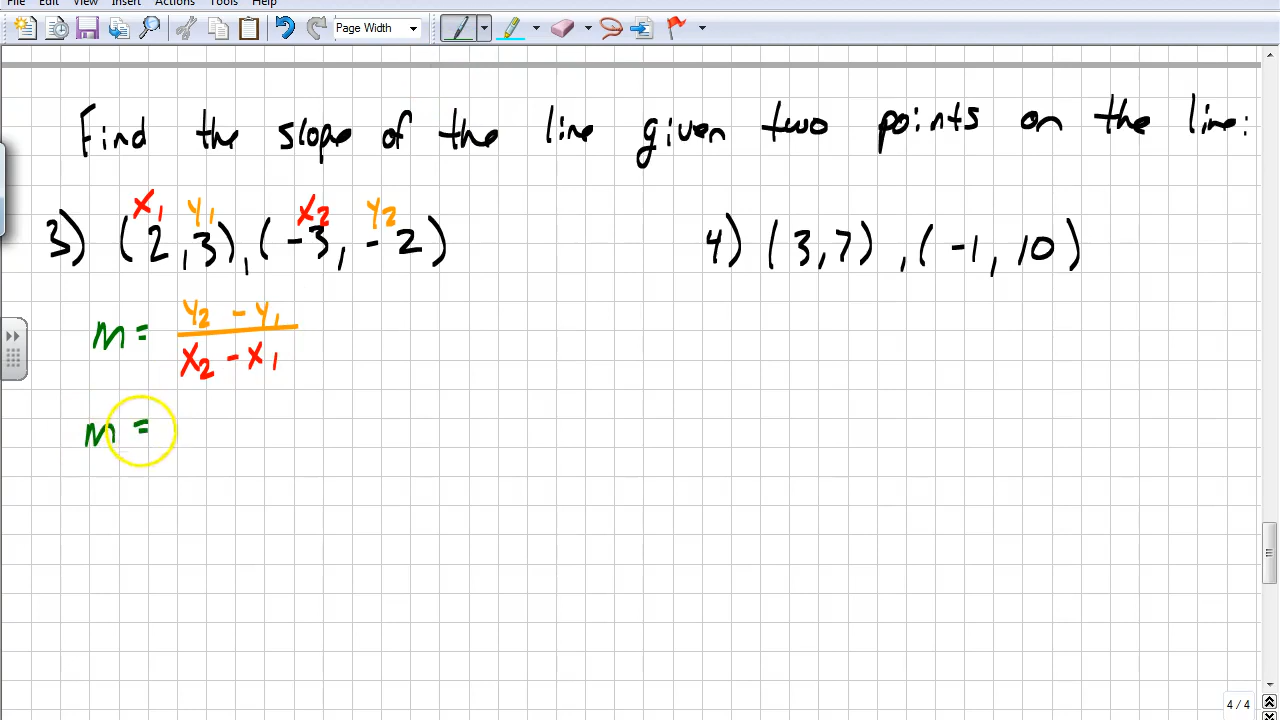 File Edit View Insert Actions Tools Help
Page Width
Find the slope of the line given two points on the line:
x₁ y₁ x₂ y₂
3) (2,3),(-3,-2) 4) (3,7),(-1,10)
m = y₂ - y₁
x₂ - x₁
m =
4 / 4